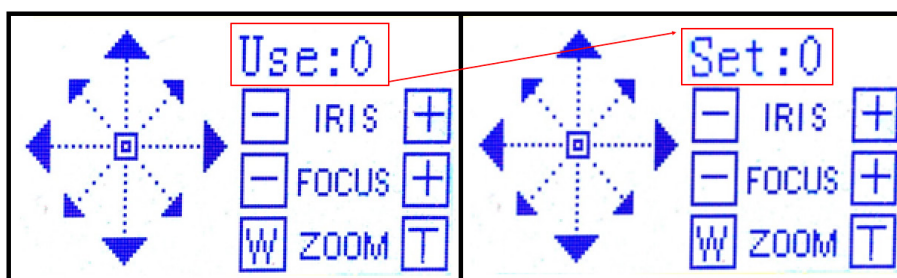 Use:0
- IRIS +
- FOCUS +
W ZOOM T
Set:0
- IRIS +
- FOCUS +
W ZOOM T